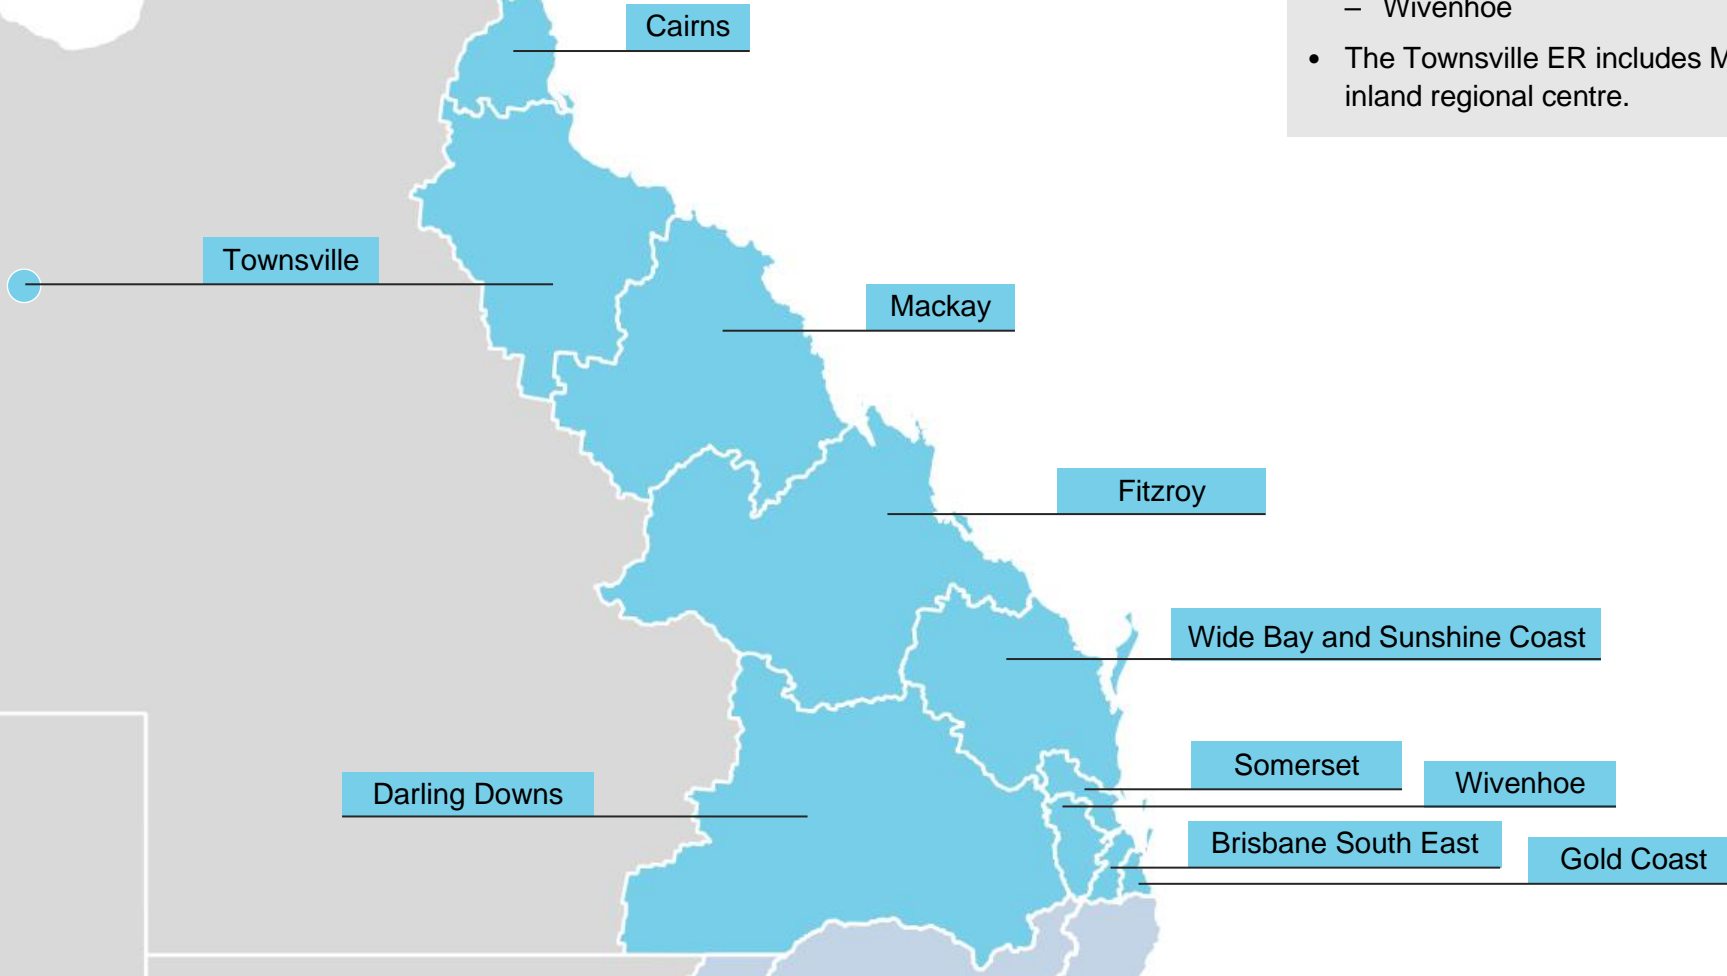 – Wivenhoe
• The Townsville ER includes
inland regional centre.
Cairns
Townsville
Mackay
Fitzroy
Wide Bay and Sunshine Coast
Somerset
Wivenhoe
Darling Downs
Brisbane South East
Gold Coast